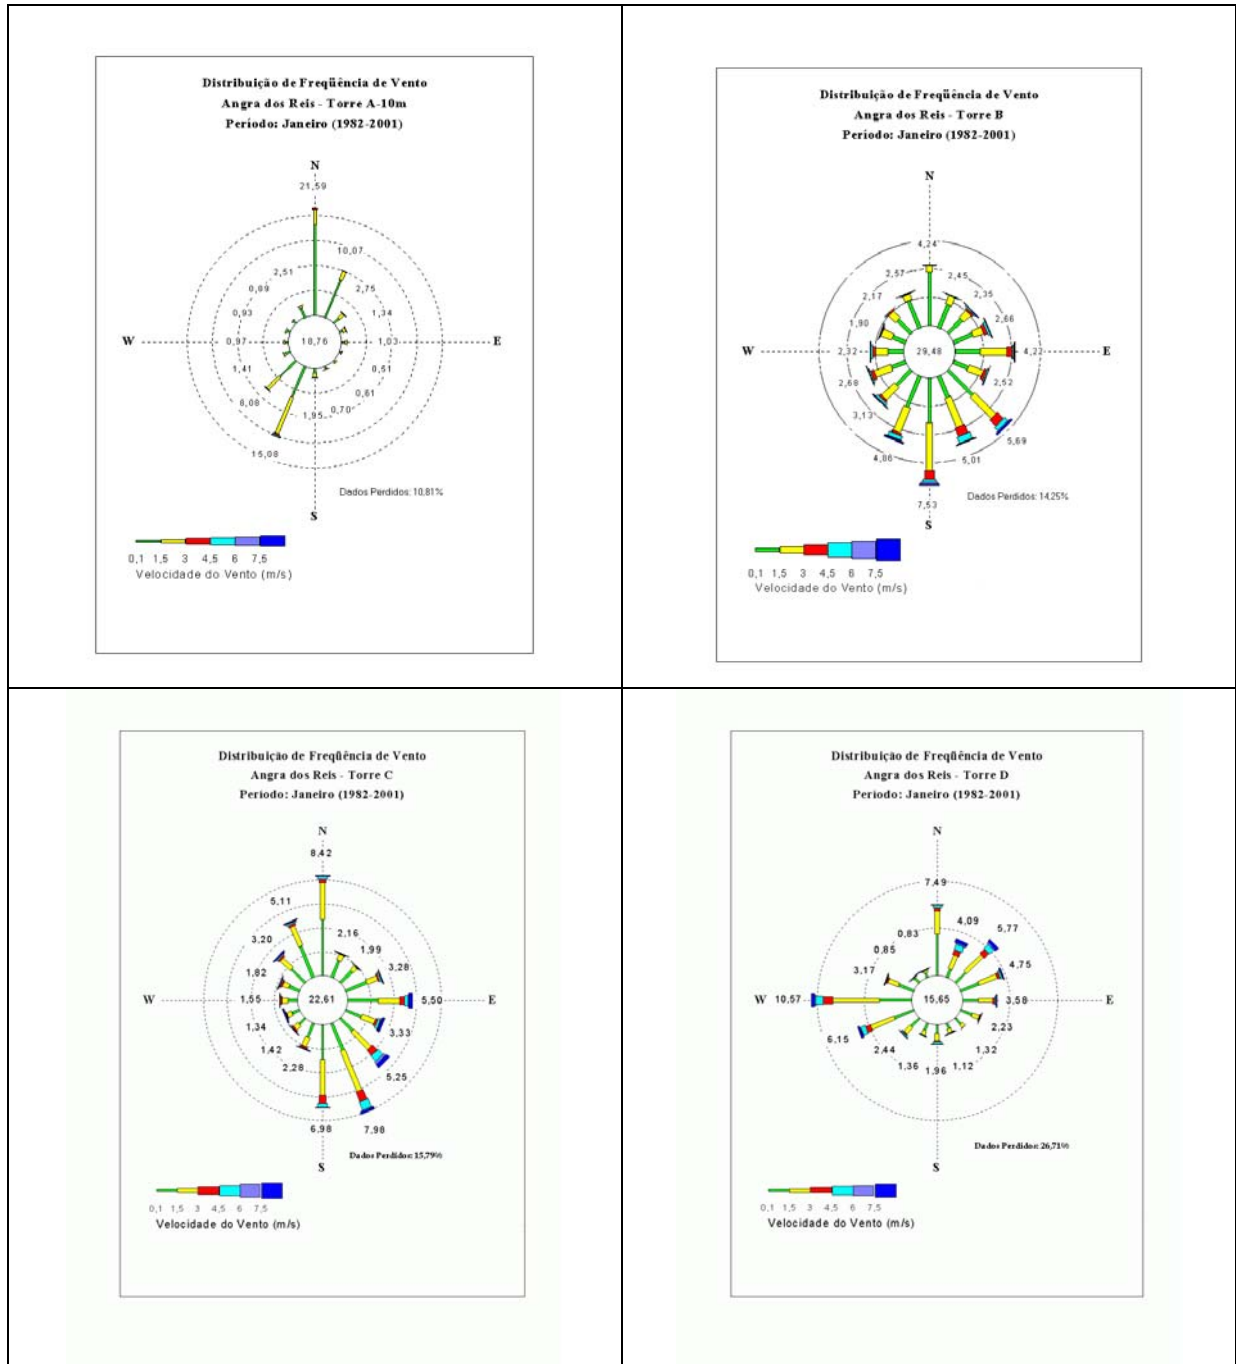 Distribuição de Freqüência de Vento
Angra dos Reis - Torre A-10m
Período: Janeiro (1982-2001)
N
21,59
10,07
2,51
0,89
2,75
0,93
1,34
W
0,97
18,76
1,03
E
1,41
0,51
6,08
0,61
1,95
0,70
15,08
Dados Perdidos: 10,81%
S
0,1 1,5 3 4,5 6 7,5
Velocidade do Vento (m/s)
Distribuição de Freqüência de Vento
Angra dos Reis - Torre B
Período: Janeiro (1982-2001)
N
4,24
2,57
2,45
2,17
2,35
1,90
2,66
W
2,32
29,48
4,22
E
2,68
2,52
3,13
5,69
4,06
5,01
7,53
Dados Perdidos: 14,25%
S
0,1 1,5 3 4,5 6 7,5
Velocidade do Vento (m/s)
Distribuição de Freqüência de Vento
Angra dos Reis - Torre C
Período: Janeiro (1982-2001)
N
8,42
5,11
2,16
3,20
1,99
1,82
3,28
W
1,55
22,61
5,50
E
1,34
3,33
1,42
5,25
2,28
6,98
7,98
Dados Perdidos: 15,79%
S
0,1 1,5 3 4,5 6 7,5
Velocidade do Vento (m/s)
Distribuição de Freqüência de Vento
Angra dos Reis - Torre D
Período: Janeiro (1982-2001)
N
7,49
4,09
0,83
5,77
0,85
4,75
3,17
W
10,57
15,65
3,58
E
6,15
2,23
2,44
1,32
1,36
1,96
1,12
Dados Perdidos: 26,71%
S
0,1 1,5 3 4,5 6 7,5
Velocidade do Vento (m/s)